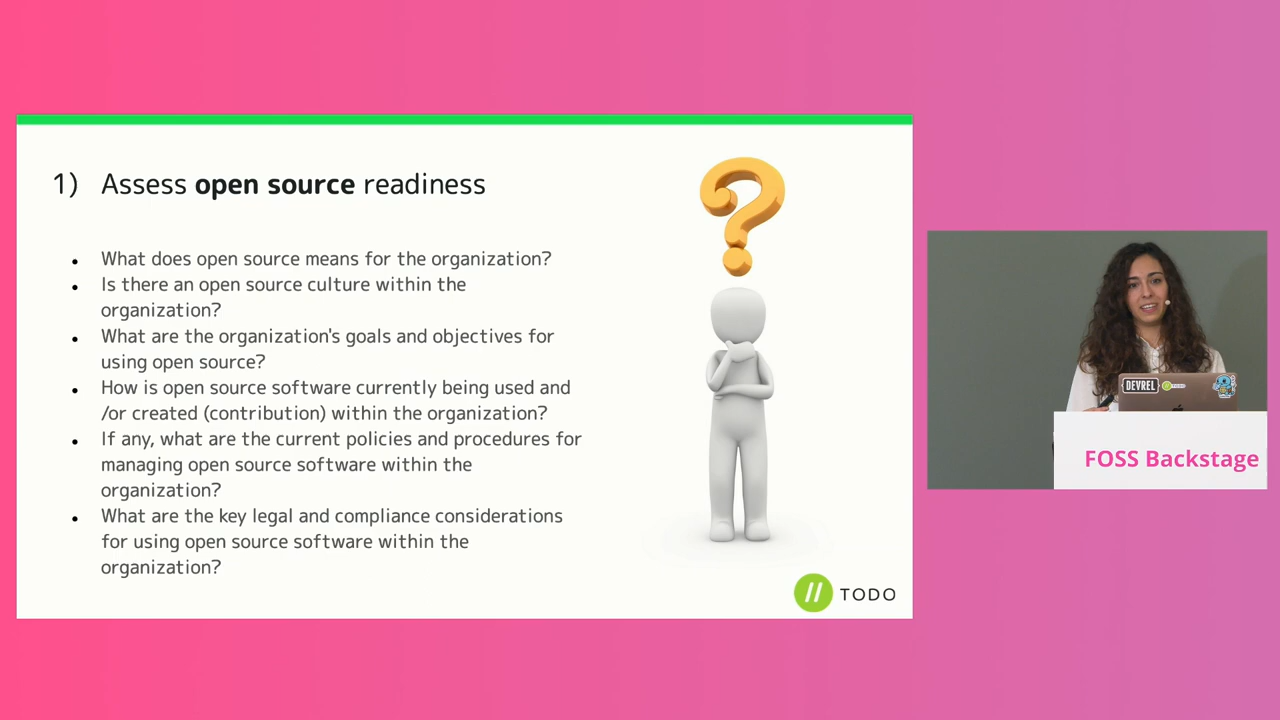 1) Assess open source readiness
• What does open source means for the organization?
• Is there an open source culture within the
organization?
• What are the organization's goals and objectives for
using open source?
• How is open source software currently being used and
/or created (contribution) within the organization?
• If any, what are the current policies and procedures for
managing open source software within the
organization?
• What are the key legal and compliance considerations
for using open source software within the
organization?
// TODO
DEVREL
TODO
FOSS Backstage